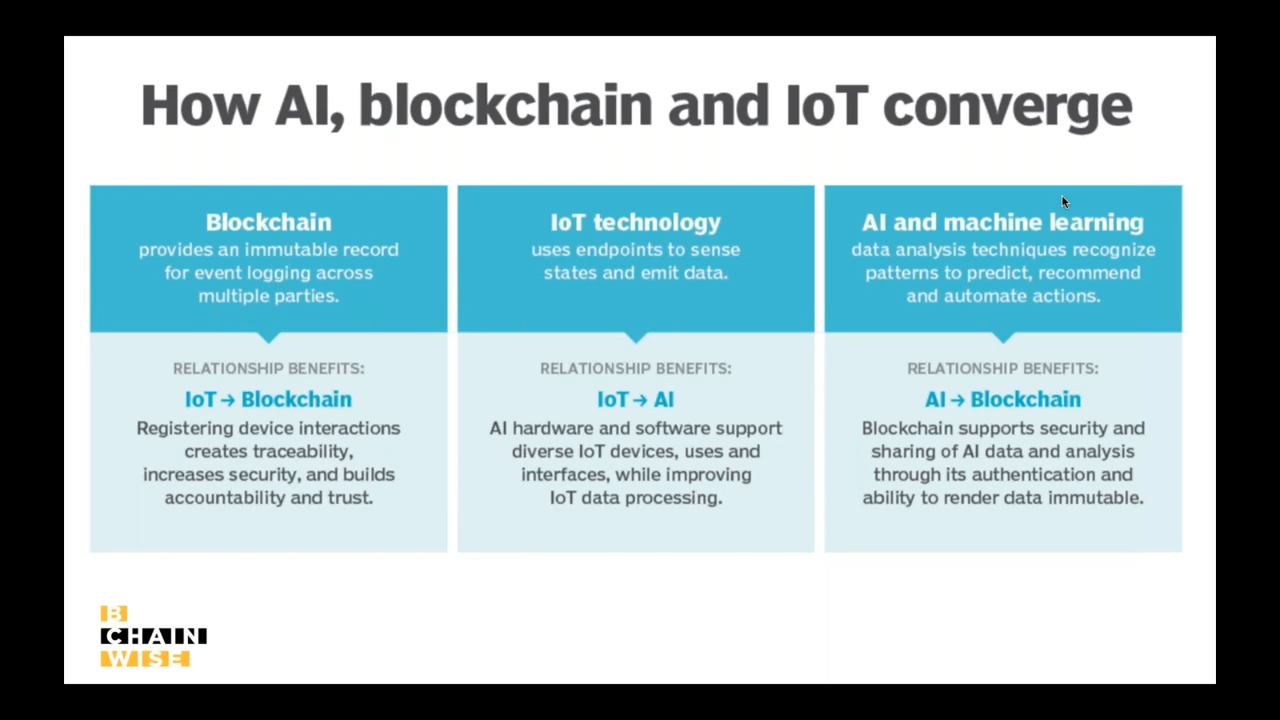 How AI, blockchain and IoT converge
Blockchain
provides an immutable record
for event logging across
multiple parties.
RELATIONSHIP BENEFITS:
IoT → Blockchain
Registering device interactions
creates traceability,
increases security, and builds
accountability and trust.
IoT technology
uses endpoints to sense
states and emit data.
RELATIONSHIP BENEFITS:
IoT → AI
AI hardware and software support
diverse IoT devices, uses and
interfaces, while improving
IoT data processing.
AI and machine learning
data analysis techniques recognize
patterns to predict, recommend
and automate actions.
RELATIONSHIP BENEFITS:
AI → Blockchain
Blockchain supports security and
sharing of AI data and analysis
through its authentication and
ability to render data immutable.
B
CHAIN
WISE